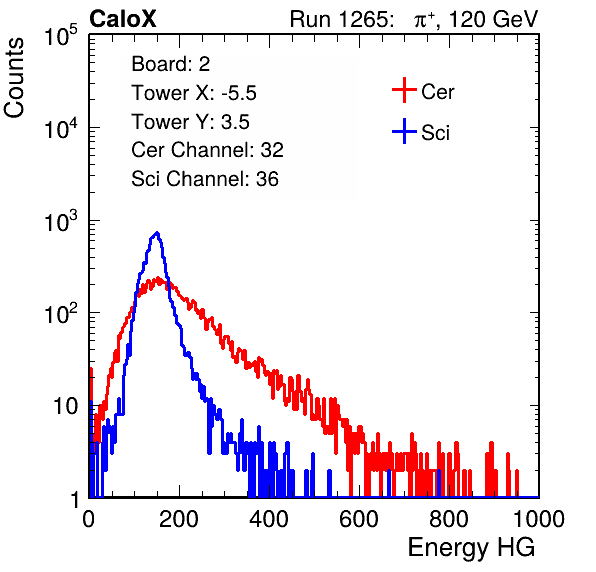 CaloX Run 1265: π⁺, 120 GeV
Counts
Board: 2
Tower X: -5.5
Tower Y: 3.5
Cer Channel: 32
Sci Channel: 36
Cer
Sci
10⁵
10⁴
10³
10²
10
1
0 200 400 600 800 1000
Energy HG